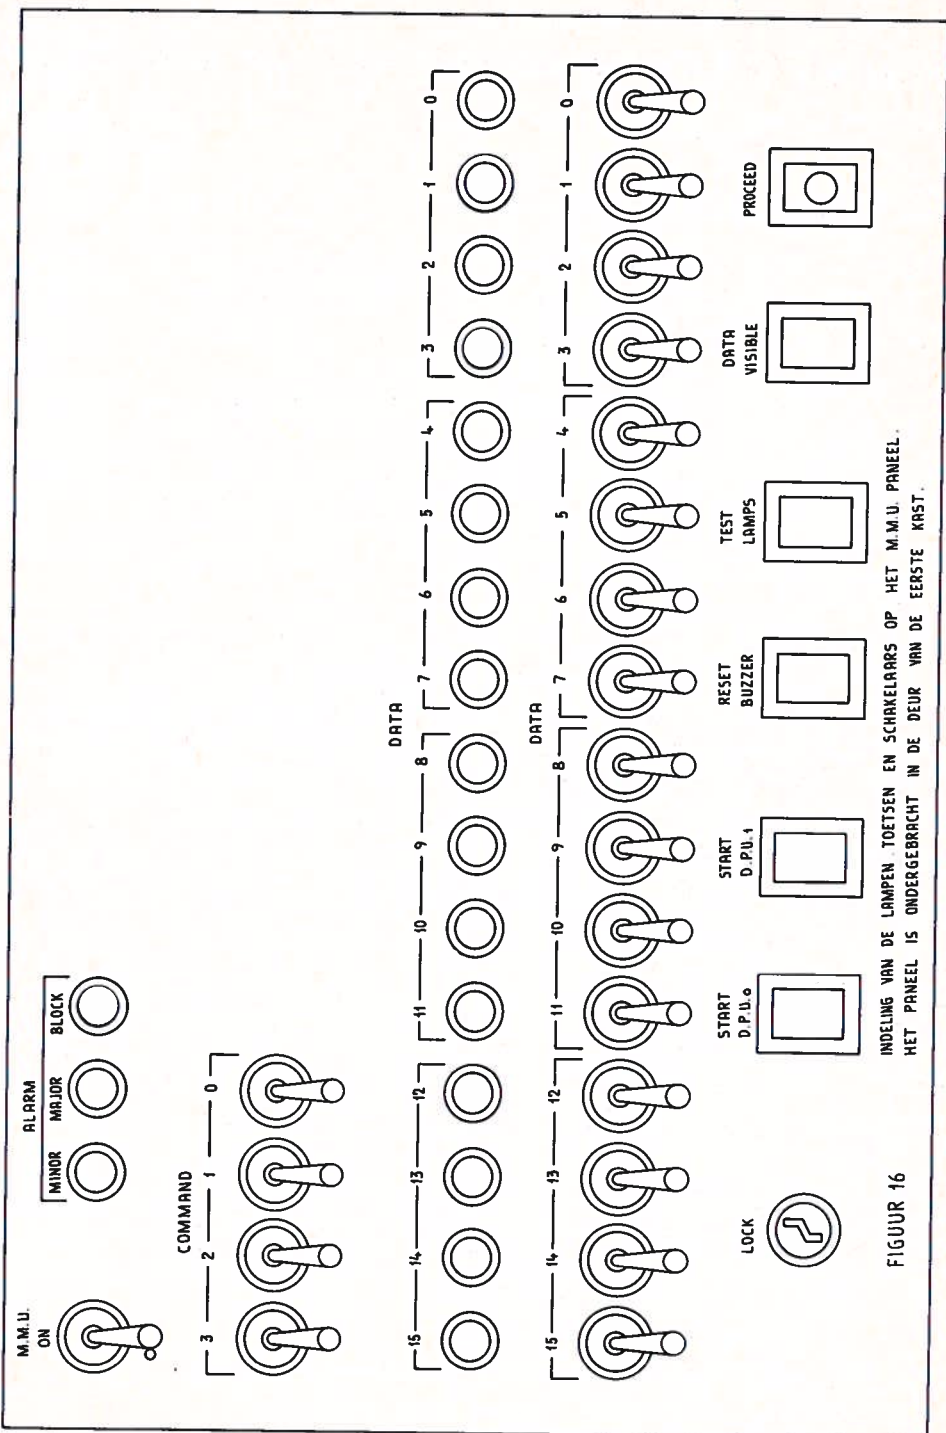 M.M.U.
ON
ALARM
MINOR MAJOR BLOCK
COMMAND
3 2 1 0
15 14 13 12 11 10 9 8 7 6 5 4 3 2 1 0
DATA
DATA
15 14 13 12 11 10 9 8 7 6 5 4 3 2 1 0
LOCK
START
D.P.U.0
START
D.P.U.1
RESET
BUZZER
TEST
LAMPS
DATA
VISIBLE
PROCEED
FIGUUR 16
INDELING VAN DE LAMPEN TOETSEN EN SCHAKELAARS OP HET M.M.U. PANEEL.
HET PANEEL IS ONDERGEBRACHT IN DE DEUR VAN DE EERSTE KAST.